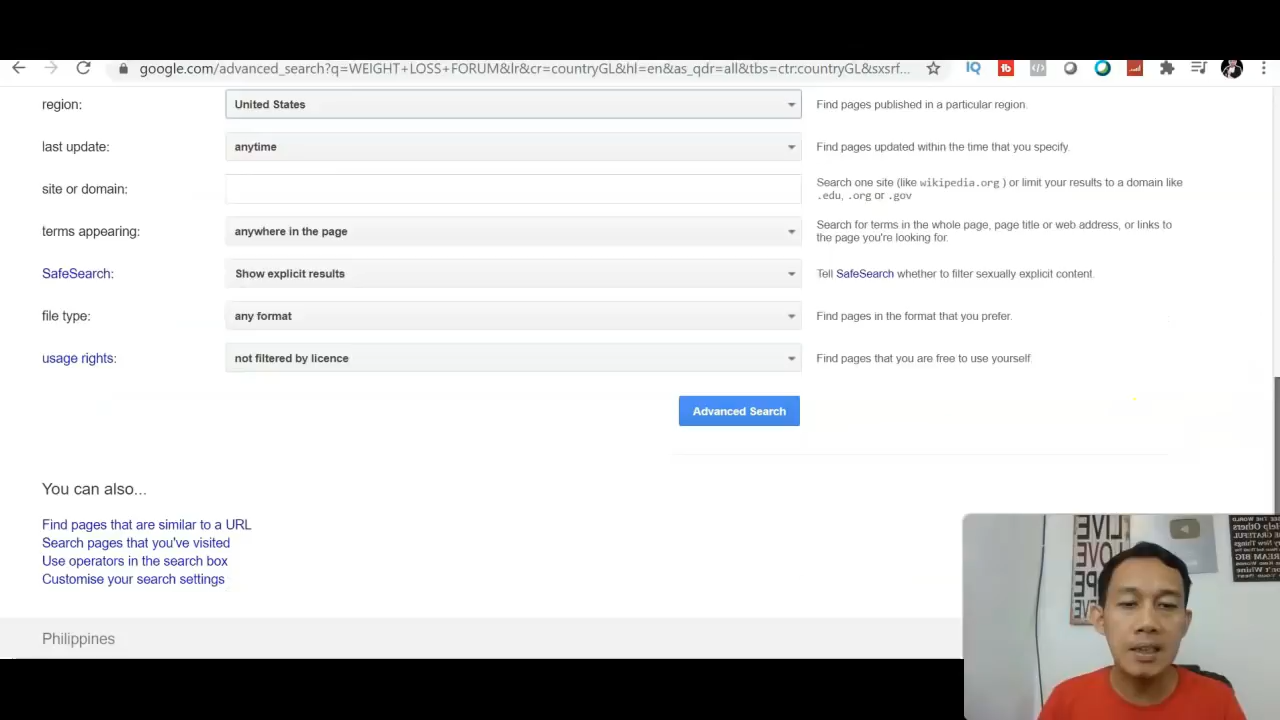 google.com/advanced_search?q=WEIGHT+LOSS+FORUM&lr&cr=countryGL&hl=en&as_qdr=all&tbs=ctr:countryGL&sxsrf...
region: United States Find pages published in a particular region.
last update: anytime Find pages updated within the time that you specify.
site or domain: Search one site (like wikipedia.org ) or limit your results to a domain like
.edu, .org or .gov
terms appearing: anywhere in the page Search for terms in the whole page, page title or web address, or links to
the page you're looking for.
SafeSearch: Show explicit results Tell SafeSearch whether to filter sexually explicit content.
file type: any format Find pages in the format that you prefer.
usage rights: not filtered by licence Find pages that you are free to use yourself.
Advanced Search
You can also...
Find pages that are similar to a URL
Search pages that you've visited
Use operators in the search box
Customise your search settings
Philippines
LIVE
LOVE